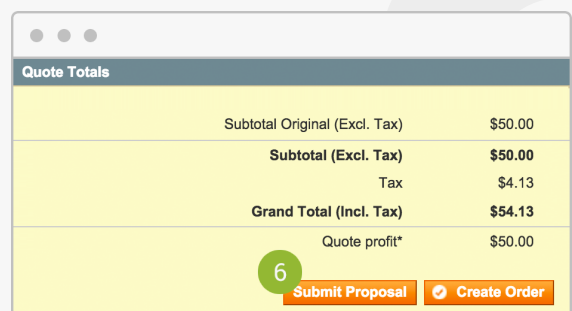 Quote Totals
Subtotal Original (Excl. Tax) $50.00
Subtotal (Excl. Tax) $50.00
Tax $4.13
Grand Total (Incl. Tax) $54.13
Quote profit* $50.00
6
Submit Proposal Create Order